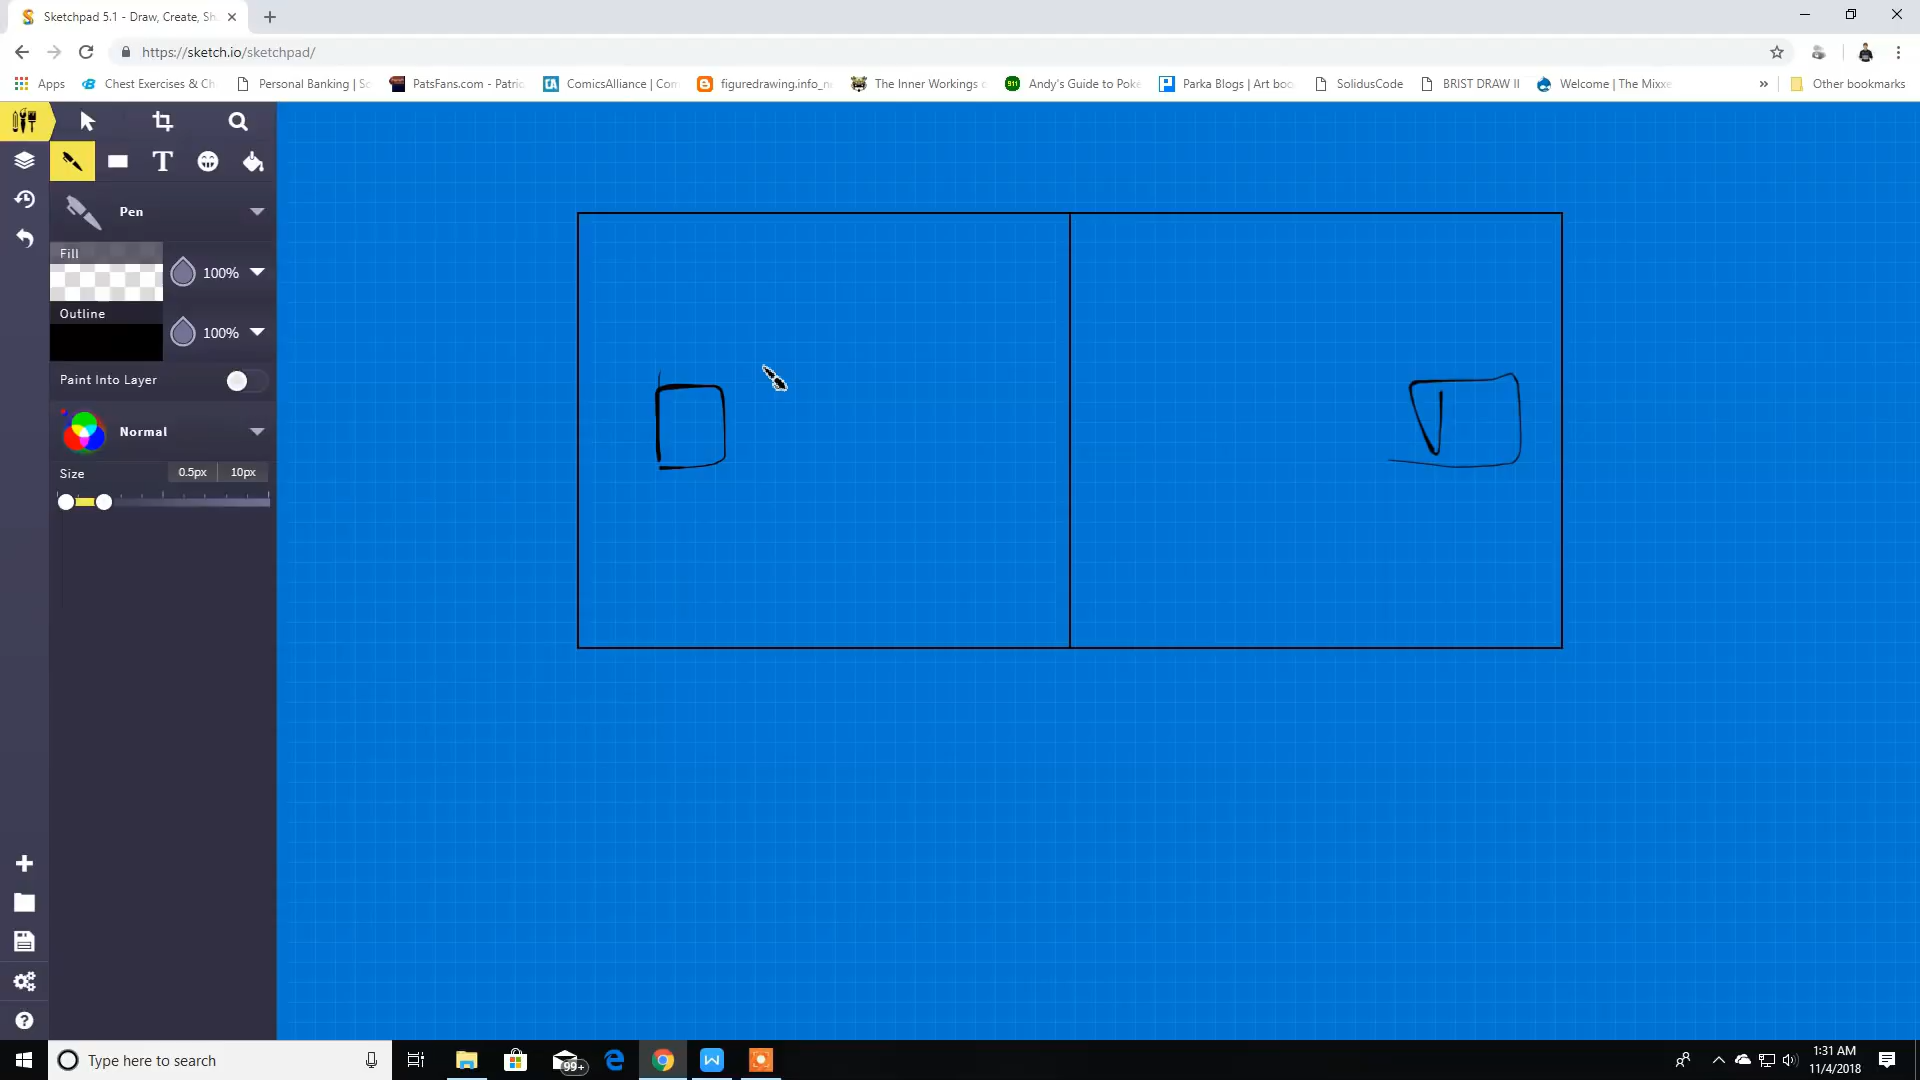 Sketchpad 5.1 - Draw, Create, Sh
https://sketch.io/sketchpad/
Apps Chest Exercises & Ch Personal Banking | Sc PatsFans.com - Patric ComicsAlliance | Com figuredrawing.info_ne The Inner Workings o Andy's Guide to Poke Parka Blogs | Art boo SolidusCode BRIST DRAW II Welcome | The Mixxe » Other bookmarks
T
Pen
Fill
100%
Outline
100%
Paint Into Layer
Normal
Size 0.5px 10px
Type here to search
99+
1:31 AM
11/4/2018